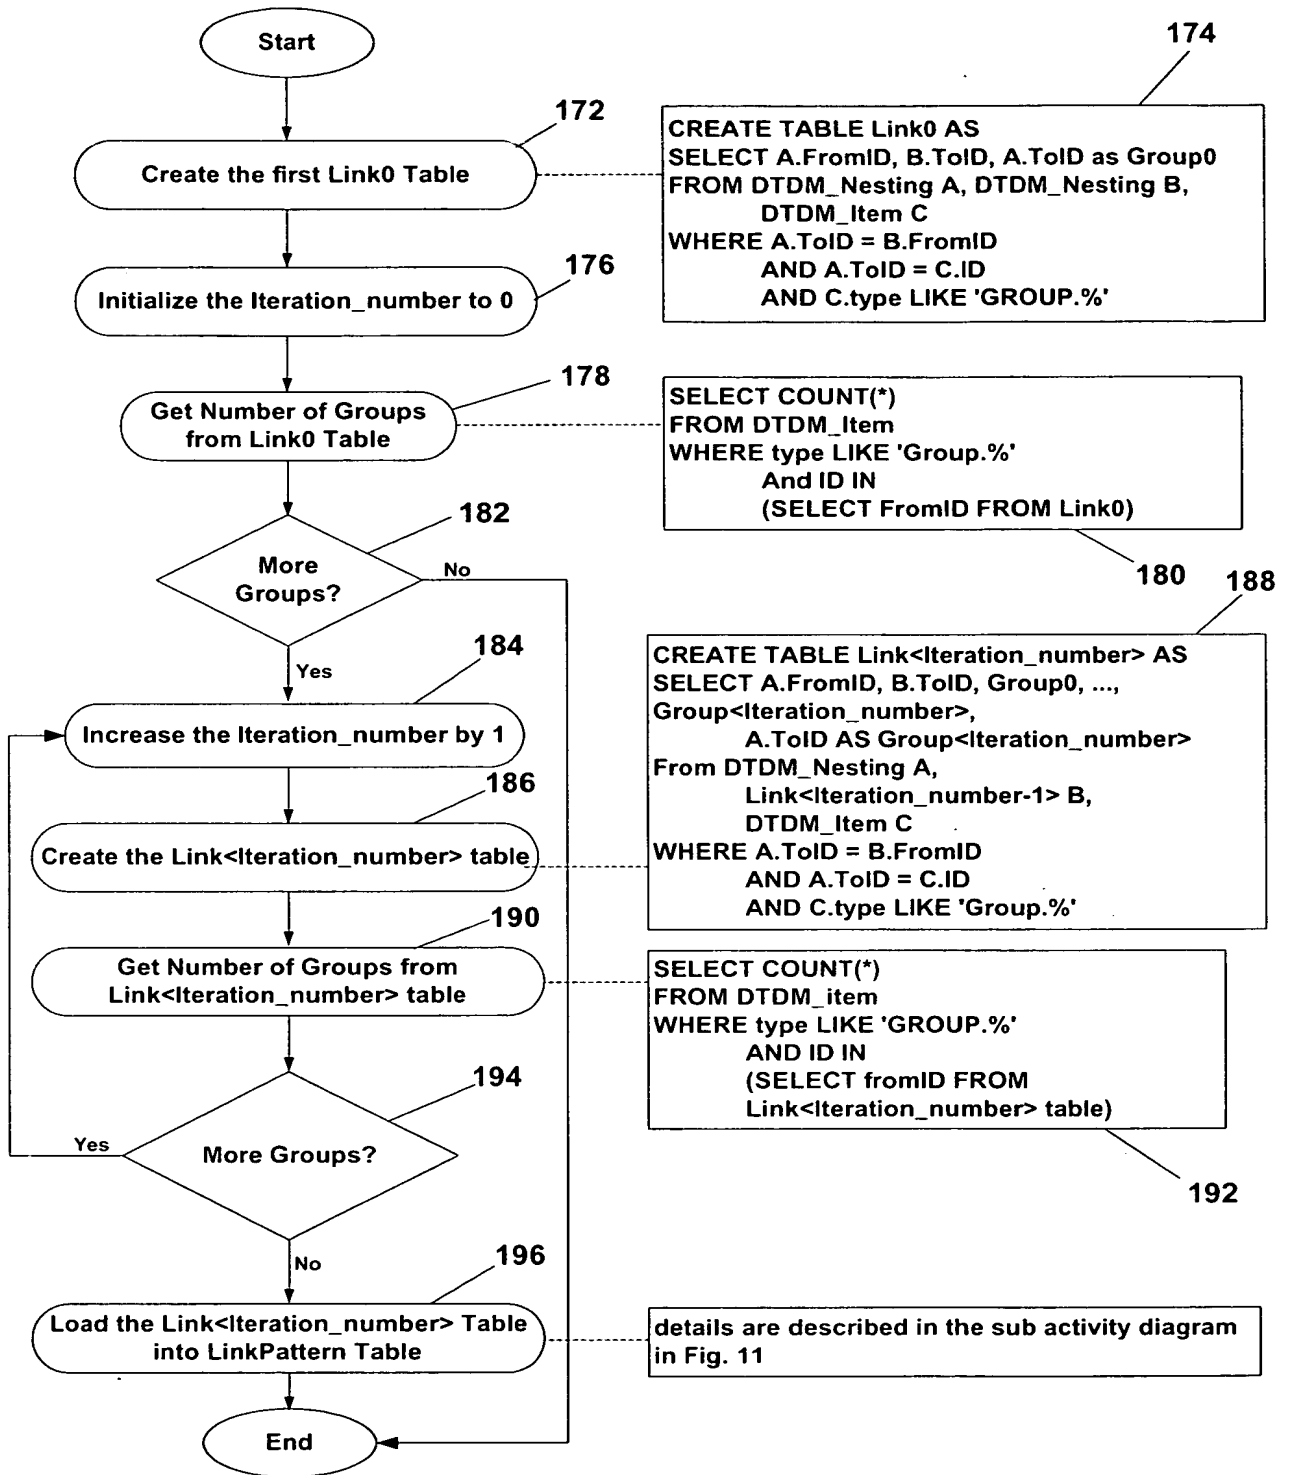 Start
174
172
CREATE TABLE Link0 AS
SELECT A.FromID, B.ToID, A.ToID as Group0
FROM DTDM_Nesting A, DTDM_Nesting B,
DTDM_Item C
WHERE A.ToID = B.FromID
AND A.ToID = C.ID
AND C.type LIKE 'GROUP.%'
Create the first Link0 Table
176
Initialize the Iteration_number to 0
178
Get Number of Groups
from Link0 Table
SELECT COUNT(*)
FROM DTDM_Item
WHERE type LIKE 'Group.%'
And ID IN
(SELECT FromID FROM Link0)
180
182
More
Groups?
No
Yes
184
Increase the Iteration_number by 1
188
CREATE TABLE Link<Iteration_number> AS
SELECT A.FromID, B.ToID, Group0, ...,
Group<Iteration_number>,
A.ToID AS Group<Iteration_number>
From DTDM_Nesting A,
Link<Iteration_number-1> B,
DTDM_Item C
WHERE A.ToID = B.FromID
AND A.ToID = C.ID
AND C.type LIKE 'Group.%'
186
Create the Link<Iteration_number> table
190
Get Number of Groups from
Link<Iteration_number> table
SELECT COUNT(*)
FROM DTDM_item
WHERE type LIKE 'GROUP.%'
AND ID IN
(SELECT fromID FROM
Link<Iteration_number> table)
192
194
More Groups?
Yes
No
196
Load the Link<Iteration_number> Table
into LinkPattern Table
details are described in the sub activity diagram
in Fig. 11
End